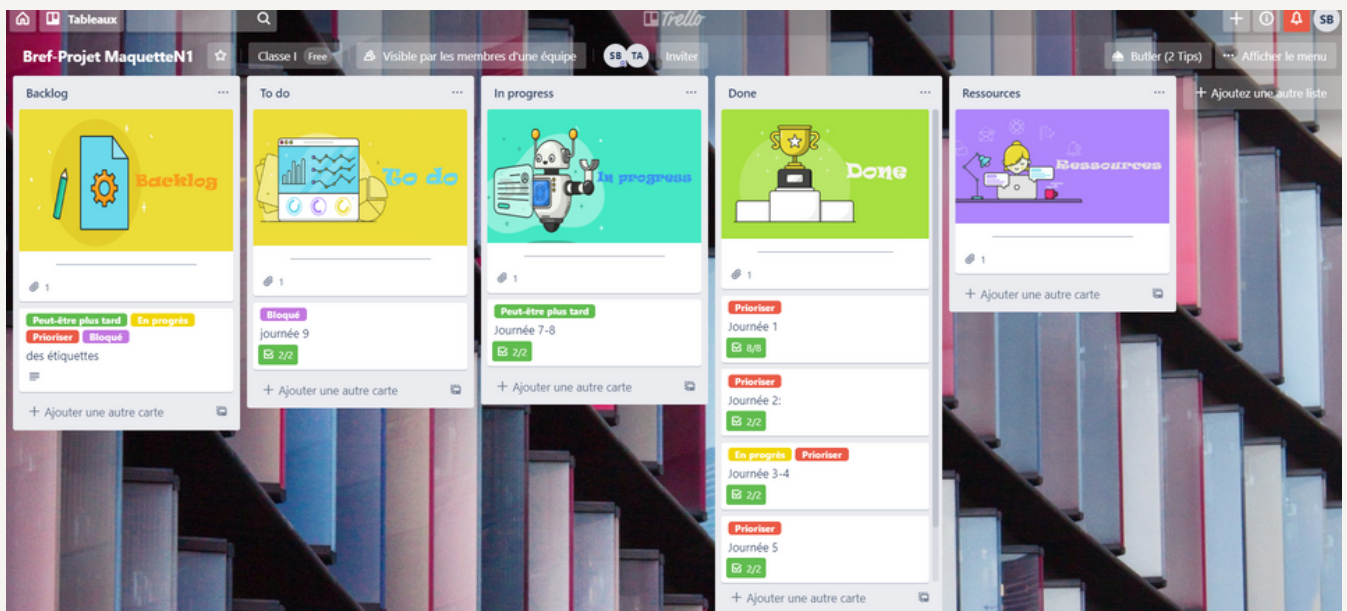 Tableaux
Trello
SB
Bref-Projet MaquetteN1
Classe I Free
Visible par les membres d'une équipe
SB TA
Inviter
Butler (2 Tips)
Afficher le menu
Backlog
Backlog
1
Peut-être plus tard En progrès
Prioriser Bloqué
des étiquettes
+ Ajouter une autre carte
To do
To do
1
Bloqué
journée 9
2/2
+ Ajouter une autre carte
In progress
In progress
1
Peut-être plus tard
Journée 7-8
2/2
+ Ajouter une autre carte
Done
Done
1
Prioriser
Journée 1
8/8
Prioriser
Journée 2:
2/2
En progrès Prioriser
Journée 3-4
2/2
Prioriser
Journée 5
2/2
+ Ajouter une autre carte
Ressources
Ressources
1
+ Ajouter une autre carte
+ Ajoutez une autre liste